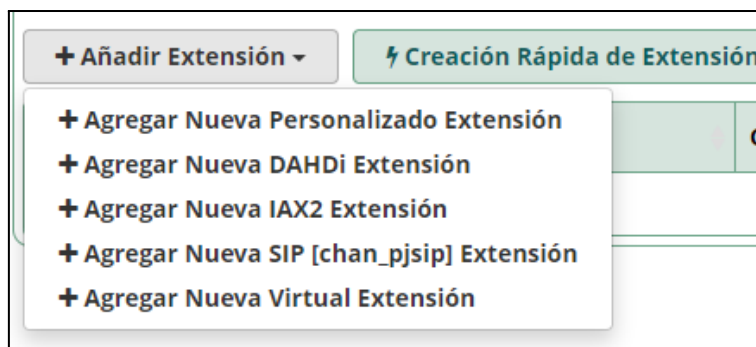 + Añadir Extensión
Creación Rápida de Extensión
+ Agregar Nueva Personalizado Extensión
+ Agregar Nueva DAHDi Extensión
+ Agregar Nueva IAX2 Extensión
+ Agregar Nueva SIP [chan_pjsip] Extensión
+ Agregar Nueva Virtual Extensión